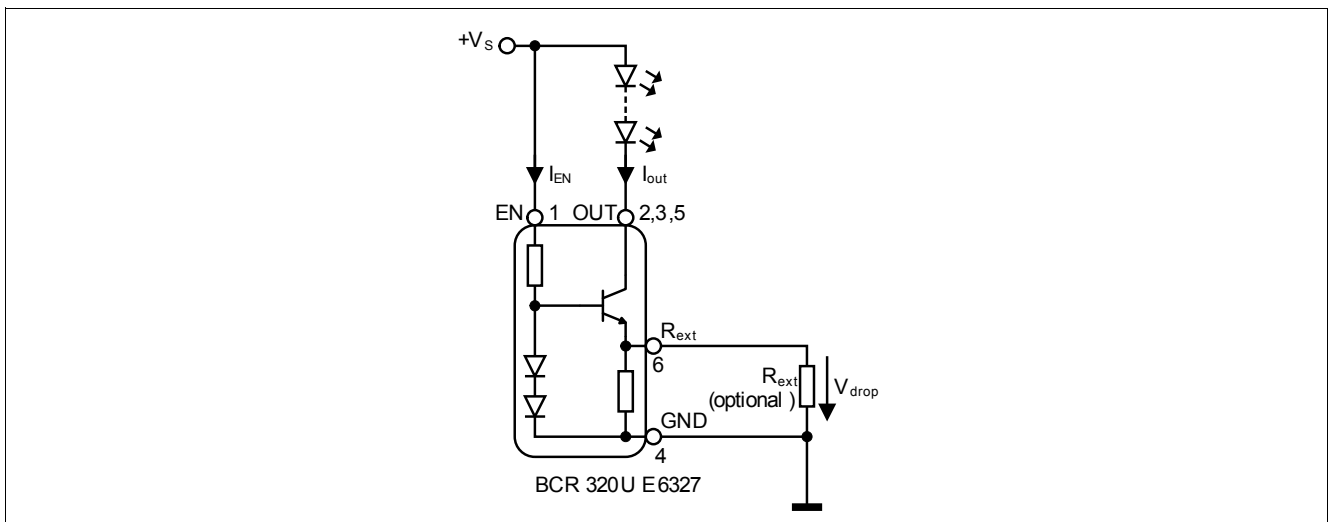 +VS
IEN
Iout
EN 1 OUT 2,3,5
Rext
6
Rext
(optional )
Vdrop
GND
4
BCR 320U E6327